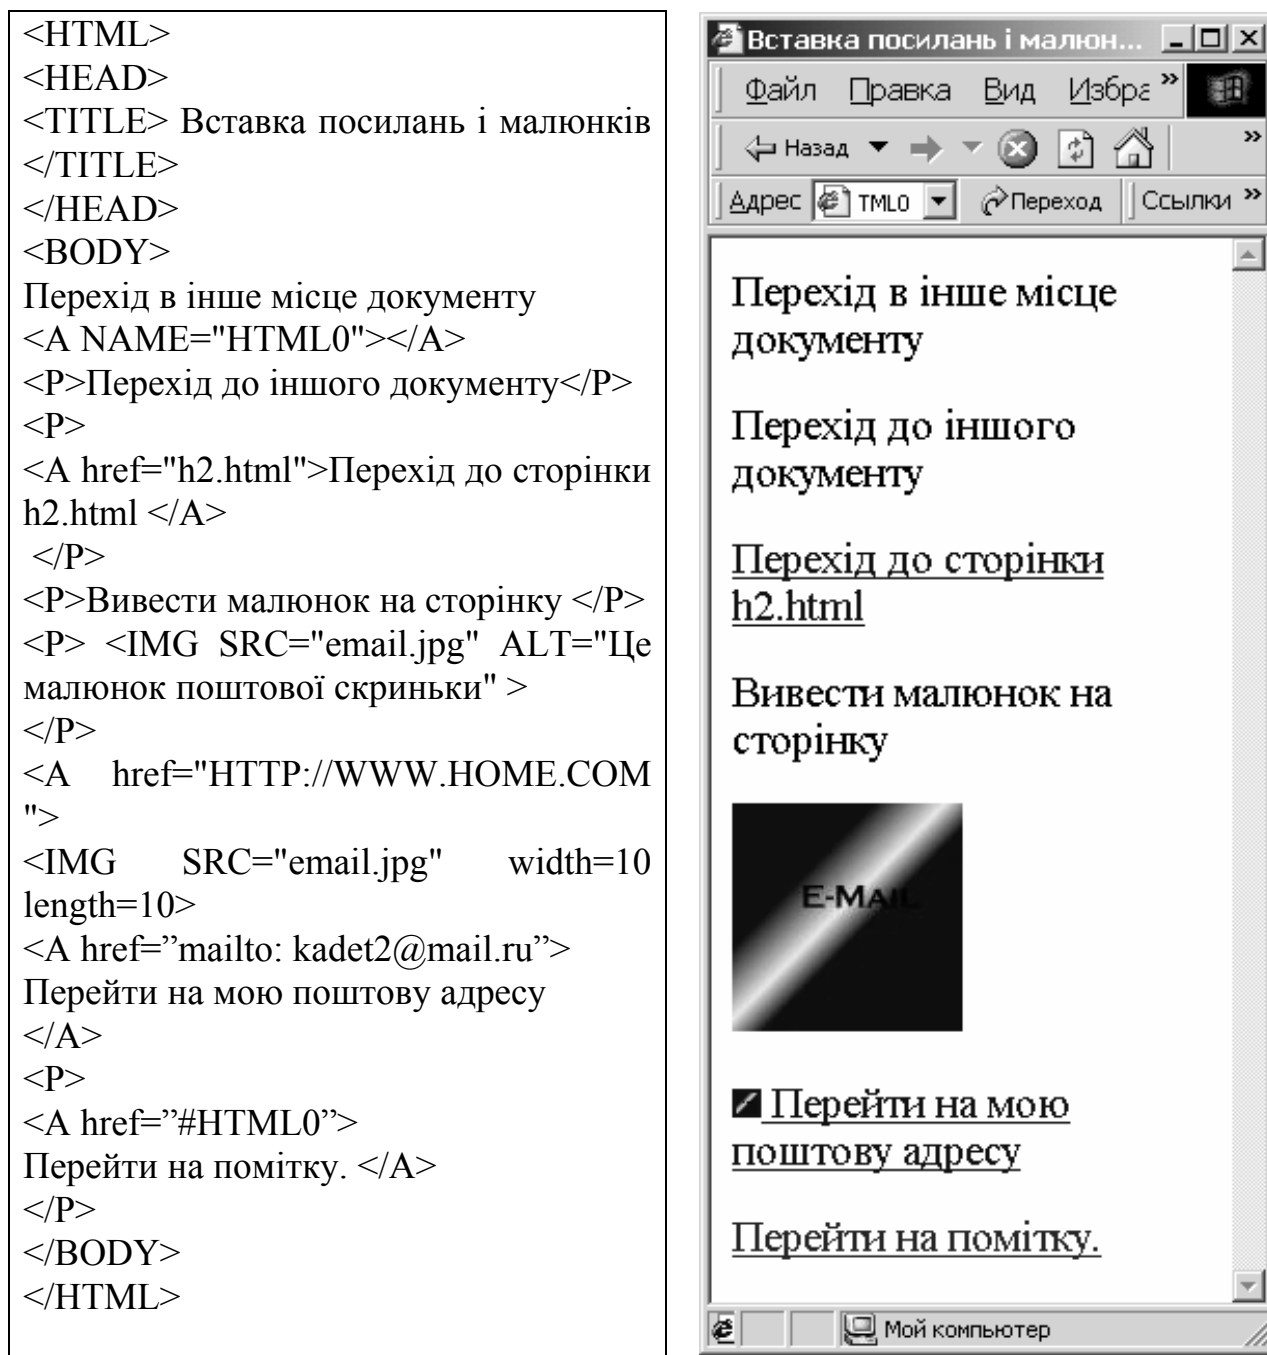 <HTML>
<HEAD>
<TITLE> Вставка посилань і малюнків
</TITLE>
</HEAD>
<BODY>
Перехід в інше місце документу
<A NAME="HTML0"></A>
<P>Перехід до іншого документу</P>
<P>
<A href="h2.html">Перехід до сторінки
h2.html </A>
</P>
<P>Вивести малюнок на сторінку </P>
<P> <IMG SRC="email.jpg" ALT="Це
малюнок поштової скриньки" >
</P>
<A href="HTTP://WWW.HOME.COM
">
<IMG SRC="email.jpg" width=10
length=10>
<A href=”mailto: kadet2@mail.ru”>
Перейти на мою поштову адресу
</A>
<P>
<A href=”#HTML0”>
Перейти на помітку. </A>
</P>
</BODY>
</HTML>
Вставка посилань і малюн...
Файл Правка Вид Избра »
Назад »
Адрес TML0 Переход Ссылки »
Перехід в інше місце
документу
Перехід до іншого
документу
Перехід до сторінки
h2.html
Вивести малюнок на
сторінку
E-MAIL
Перейти на мою
поштову адресу
Перейти на помітку.
Мой компьютер